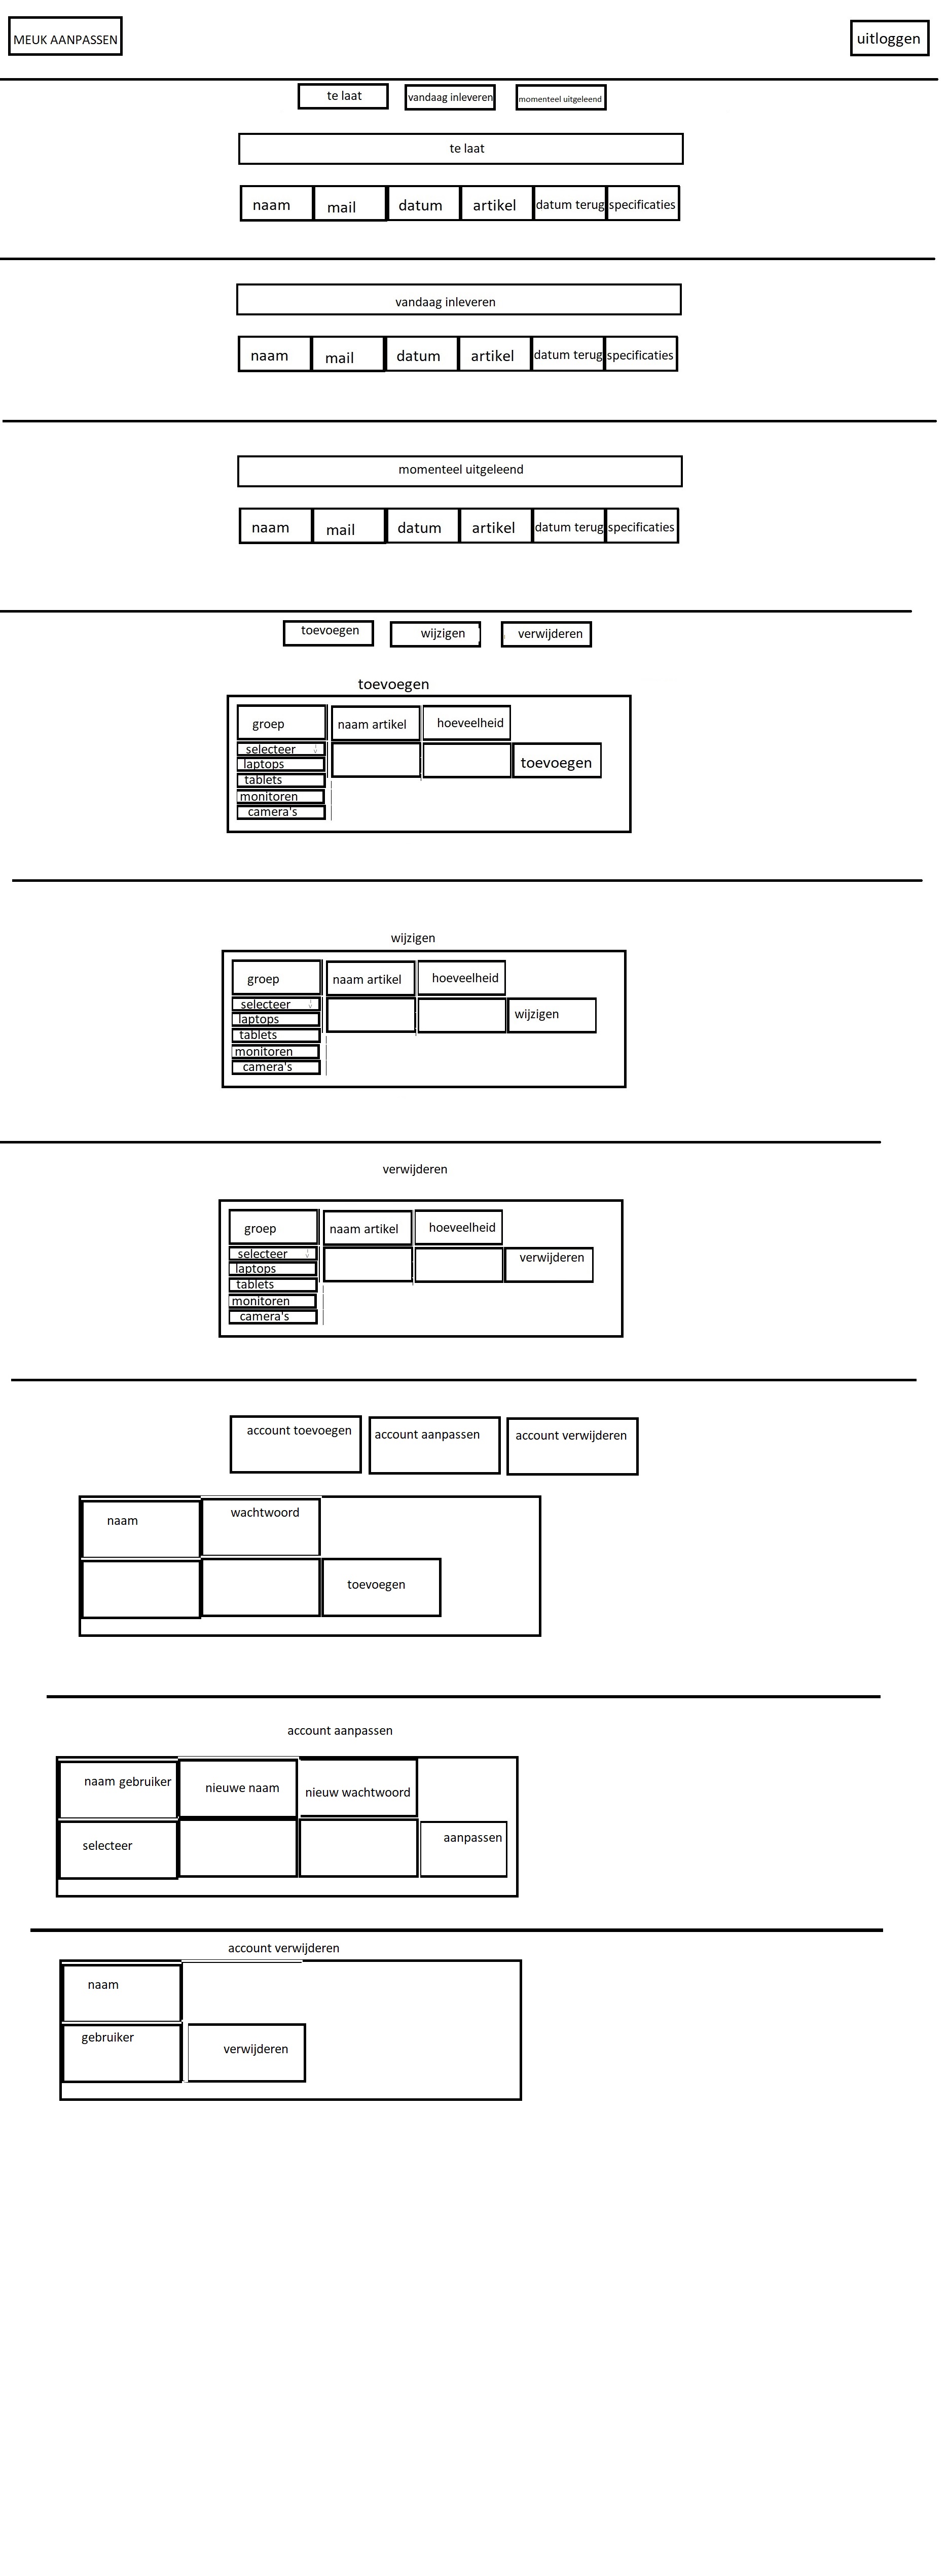 MEUK AANPASSEN
uitloggen
te laat
vandaag inleveren
momenteel uitgeleend
te laat
naam
mail
datum
artikel
datum terug
specificaties
vandaag inleveren
naam
mail
datum
artikel
datum terug
specificaties
momenteel uitgeleend
naam
mail
datum
artikel
datum terug
specificaties
toevoegen
wijzigen
verwijderen
toevoegen
groep
naam artikel
hoeveelheid
selecteer
laptops
tablets
monitoren
camera's
toevoegen
wijzigen
groep
naam artikel
hoeveelheid
selecteer
laptops
tablets
monitoren
camera's
wijzigen
verwijderen
groep
naam artikel
hoeveelheid
selecteer
laptops
tablets
monitoren
camera's
verwijderen
account toevoegen
account aanpassen
account verwijderen
naam
wachtwoord
toevoegen
account aanpassen
naam gebruiker
nieuwe naam
nieuw wachtwoord
selecteer
aanpassen
account verwijderen
naam
gebruiker
verwijderen